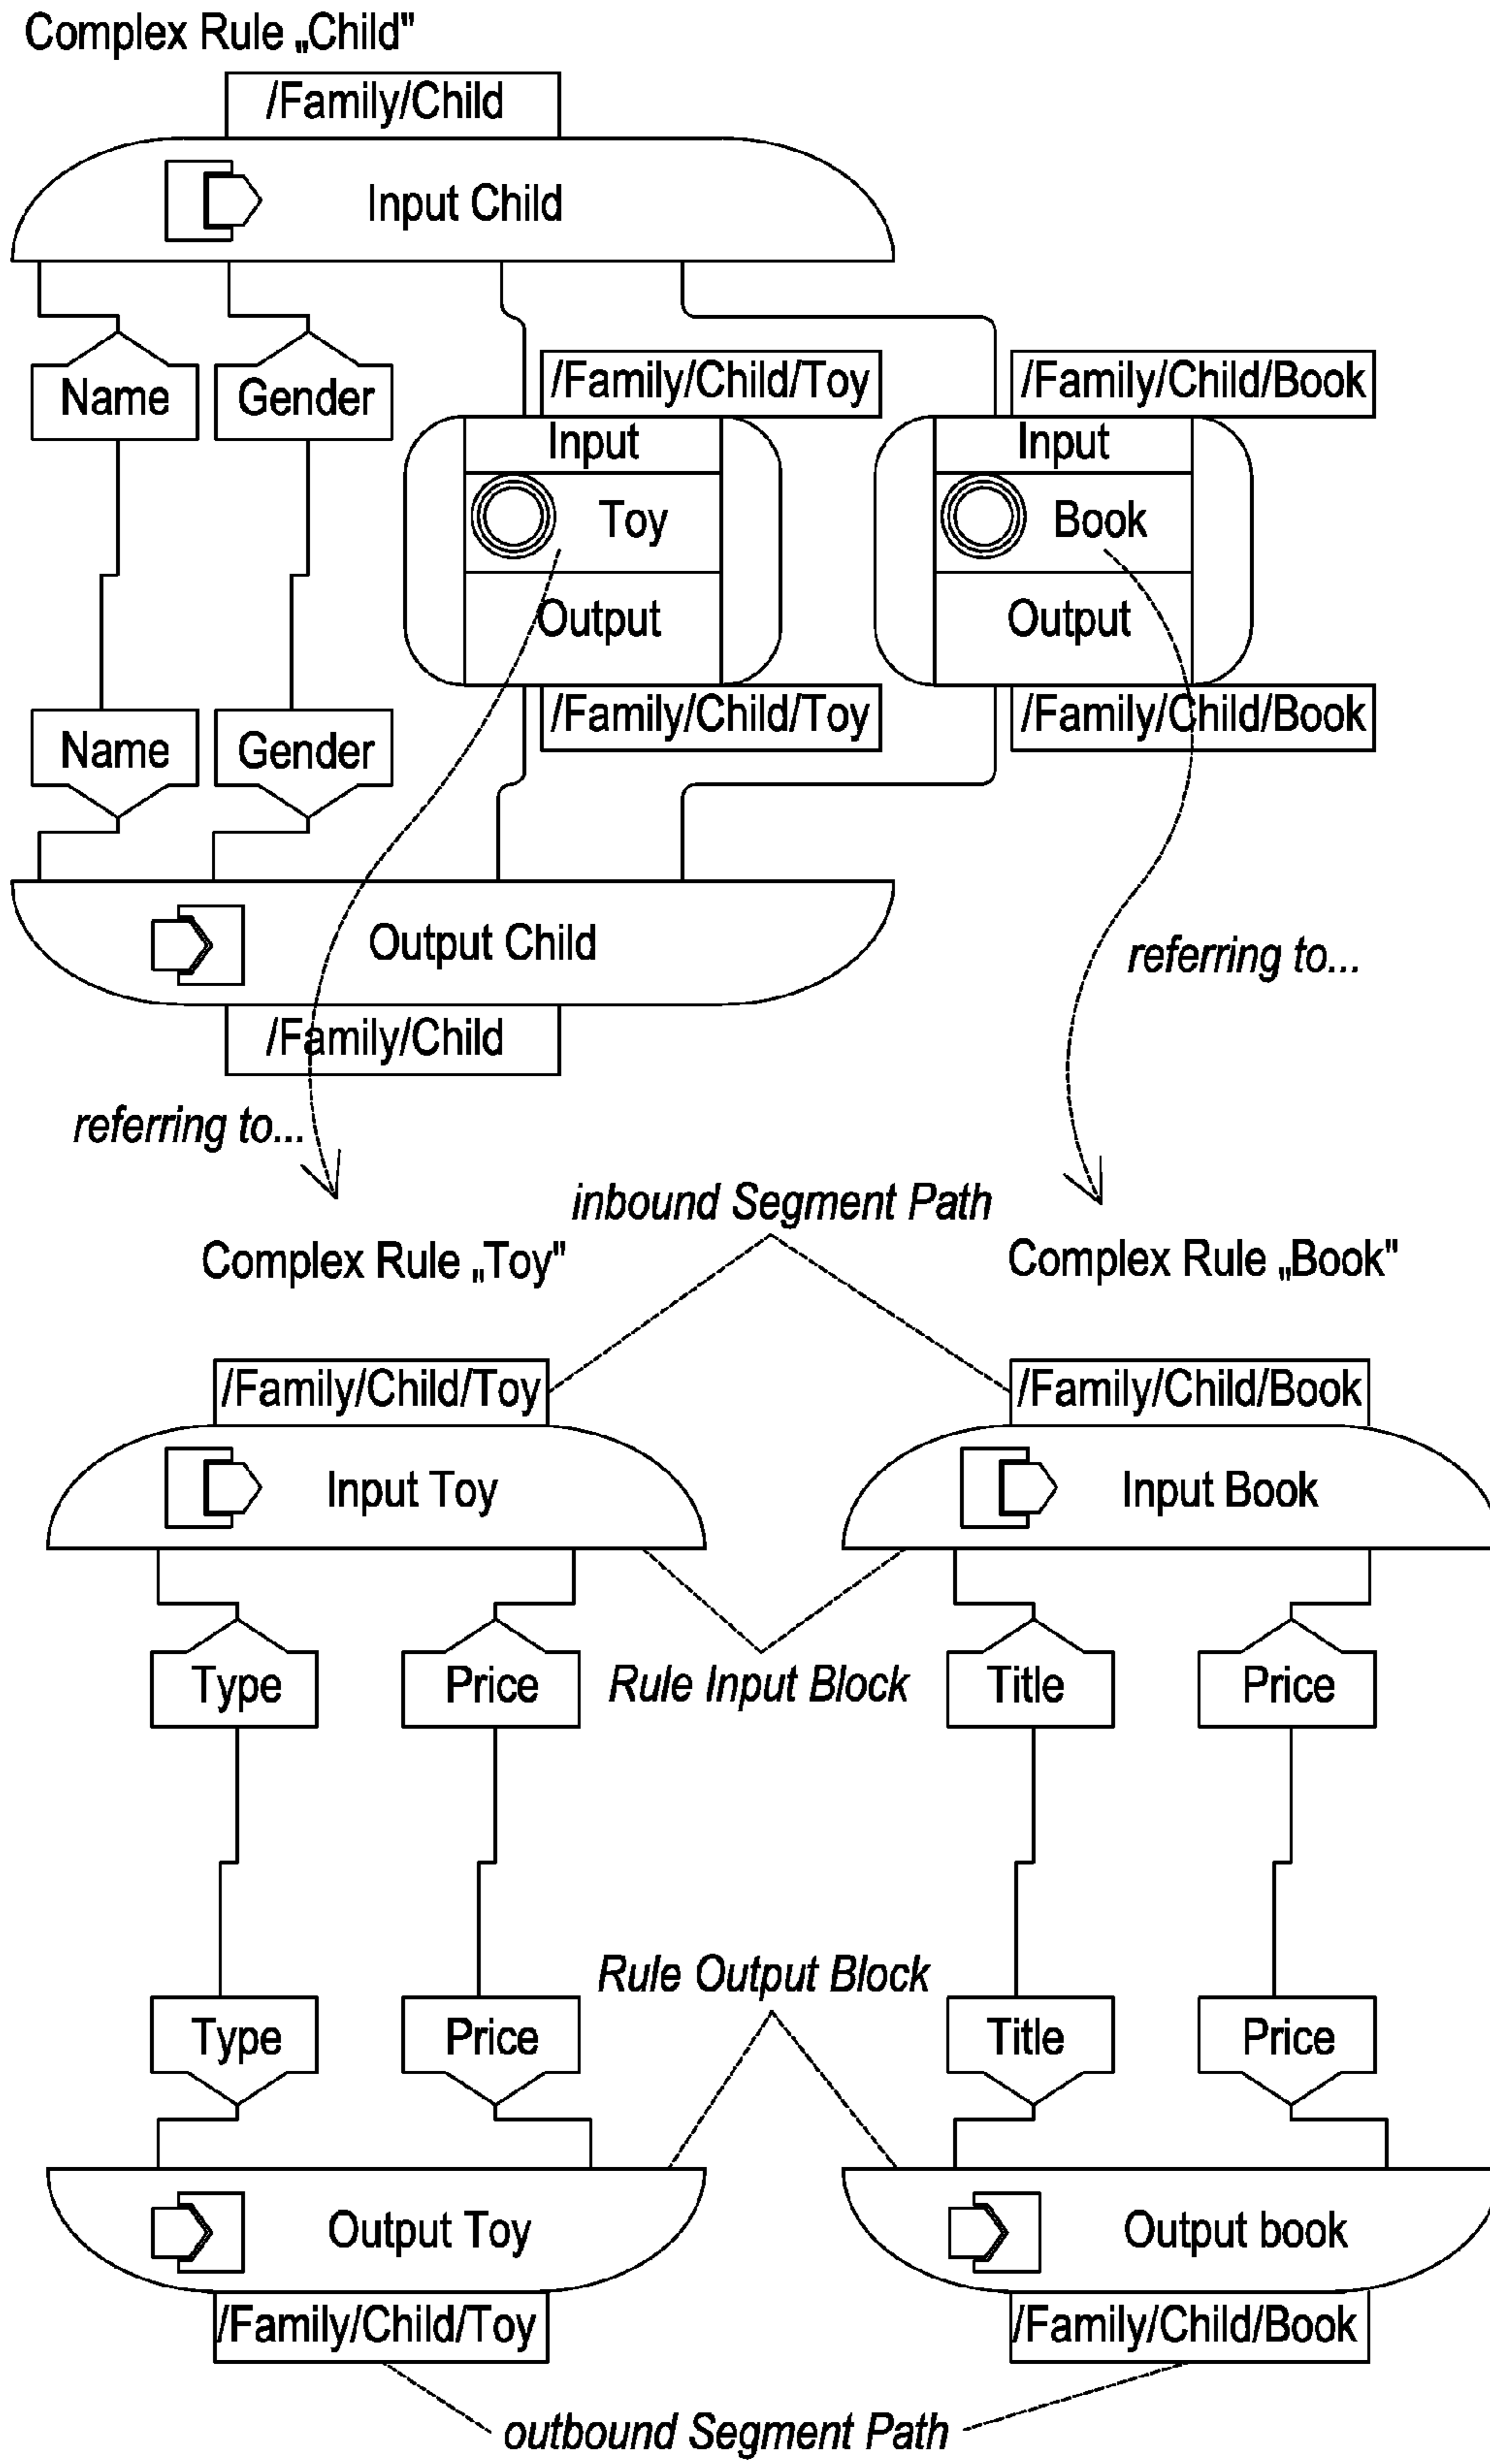 Complex Rule „Child"
/Family/Child
Input Child
/Family/Child/Toy
/Family/Child/Book
Name
Gender
Input
Input
Toy
Book
Output
Output
/Family/Child/Toy
/Family/Child/Book
Name
Gender
Output Child
referring to...
/Family/Child
referring to...
inbound Segment Path
Complex Rule „Toy"
Complex Rule „Book"
/Family/Child/Toy
/Family/Child/Book
Input Toy
Input Book
Type
Price
Rule Input Block
Title
Price
Rule Output Block
Type
Price
Title
Price
Output Toy
Output book
/Family/Child/Toy
/Family/Child/Book
outbound Segment Path